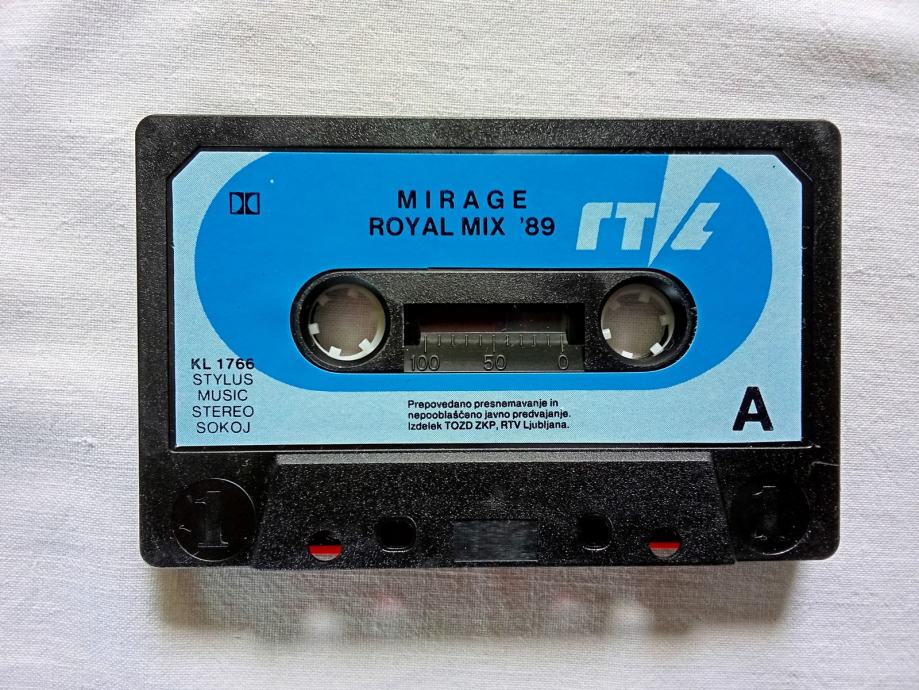 MIRAGE
ROYAL MIX '89
RTVL
100 50 0
KL 1766
STYLUS
MUSIC
STEREO
SOKOJ
Prepovedano presnemavanje in
nepooblaščeno javno predvajanje.
Izdelek TOZD ZKP, RTV Ljubljana.
A
1 1